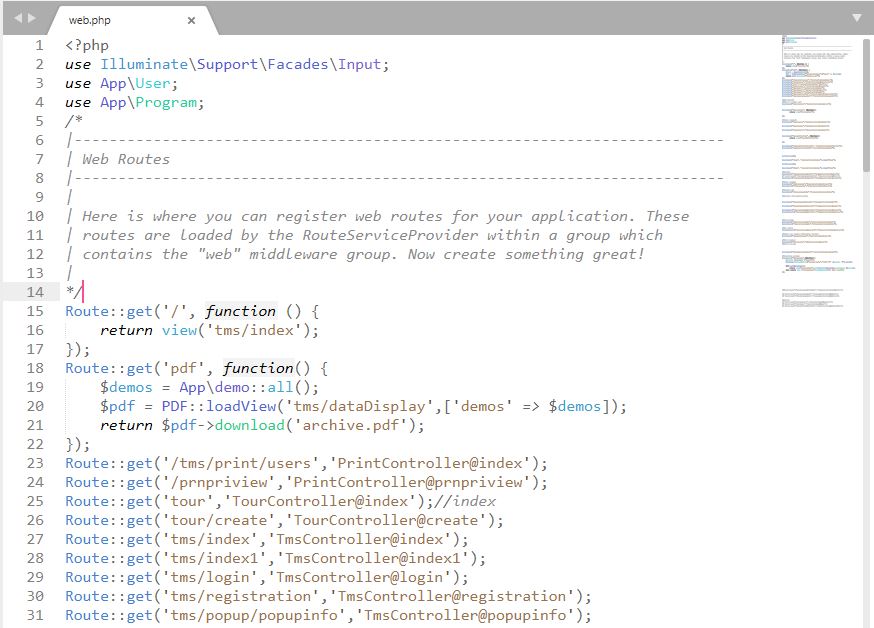 web.php
1 <?php
2 use Illuminate\Support\Facades\Input;
3 use App\User;
4 use App\Program;
5 /*
6 |--------------------------------------------------------------------------
7 | Web Routes
8 |--------------------------------------------------------------------------
9 |
10 | Here is where you can register web routes for your application. These
11 | routes are loaded by the RouteServiceProvider within a group which
12 | contains the "web" middleware group. Now create something great!
13 |
14 */
15 Route::get('/', function () {
16     return view('tms/index');
17 });
18 Route::get('pdf', function() {
19     $demos = App\demo::all();
20     $pdf = PDF::loadView('tms/dataDisplay',['demos' => $demos]);
21     return $pdf->download('archive.pdf');
22 });
23 Route::get('/tms/print/users','PrintController@index');
24 Route::get('/prnpriview','PrintController@prnpriview');
25 Route::get('tour','TourController@index');//index
26 Route::get('tour/create','TourController@create');
27 Route::get('tms/index','TmsController@index');
28 Route::get('tms/index1','TmsController@index1');
29 Route::get('tms/login','TmsController@login');
30 Route::get('tms/registration','TmsController@registration');
31 Route::get('tms/popup/popupinfo','TmsController@popupinfo');